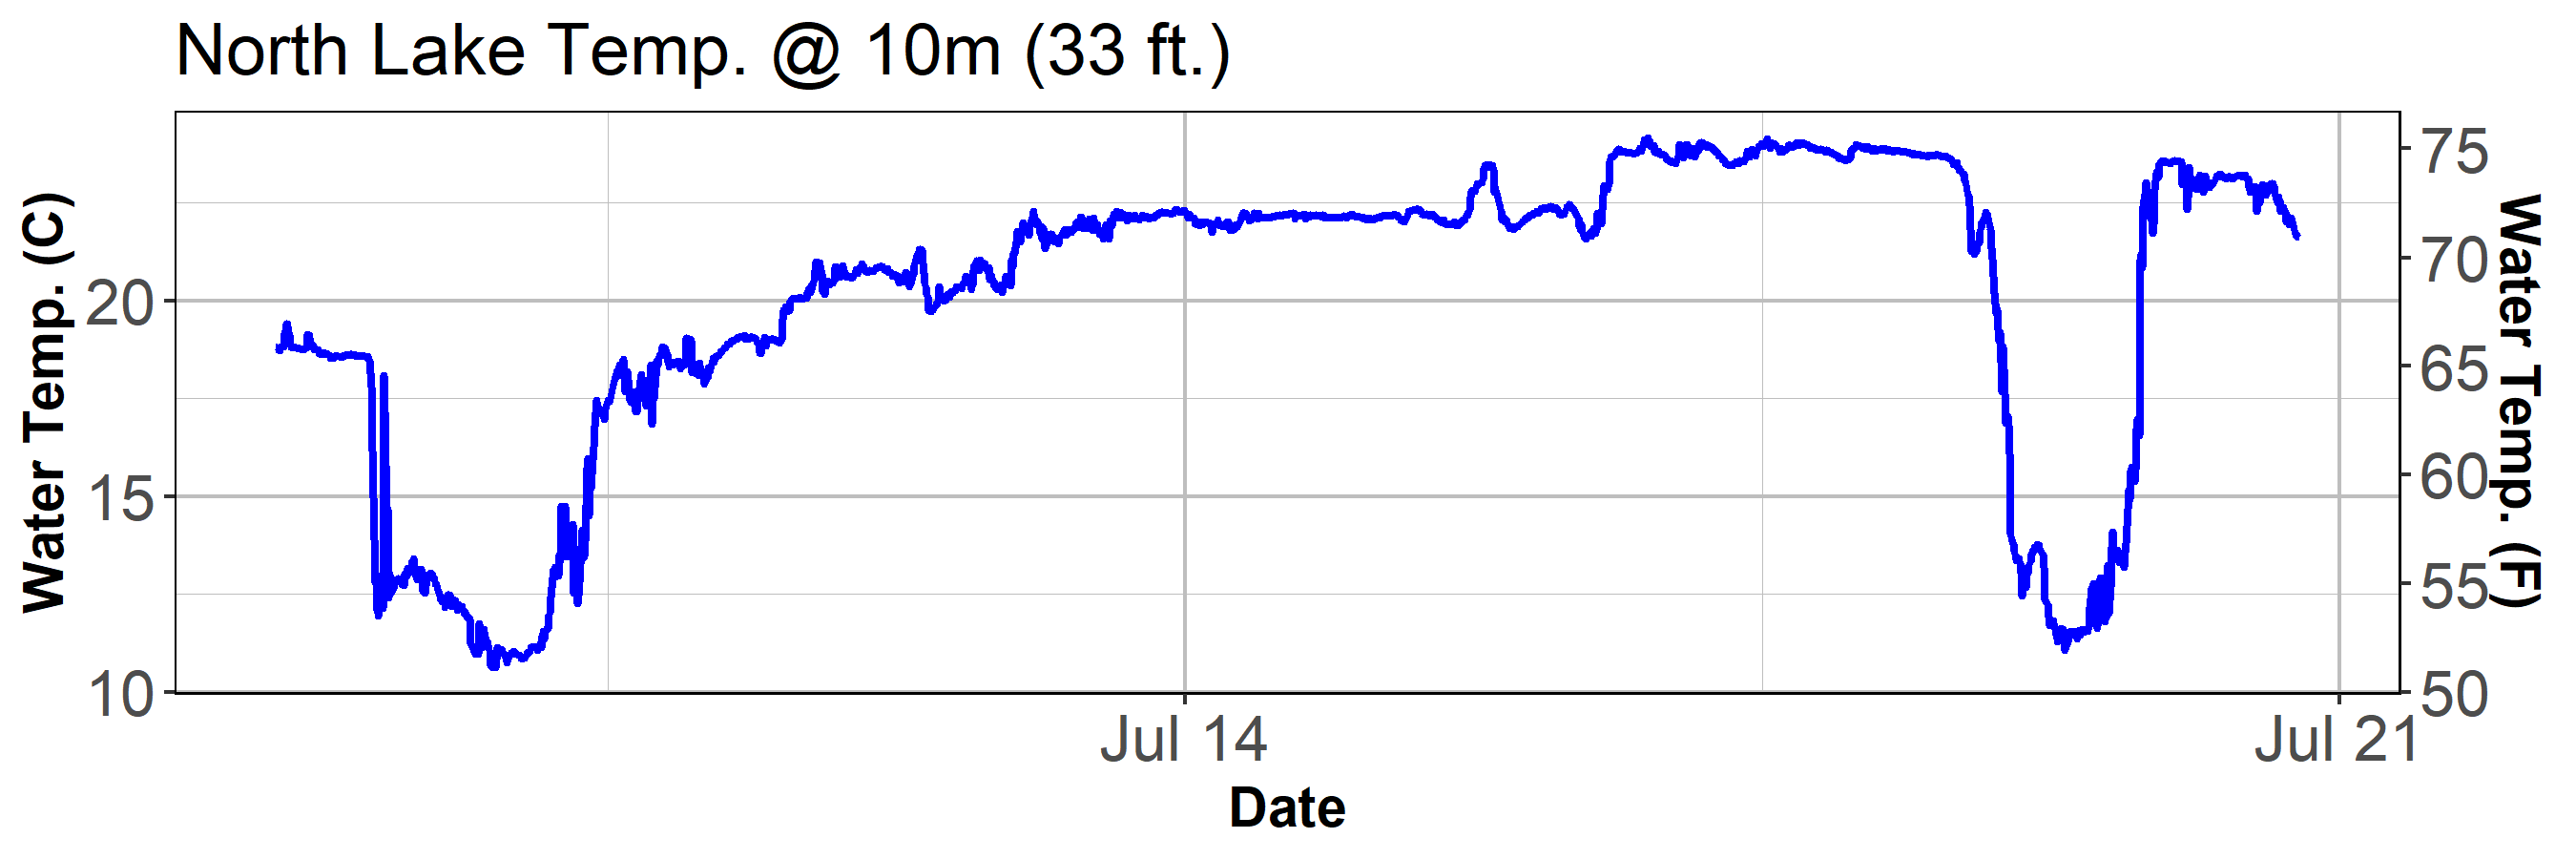 North Lake Temp. @ 10m (33 ft.)
Water Temp. (C)
20
15
10
75
70
65
60
55
50
Water Temp. (F)
Jul 14
Jul 21
Date